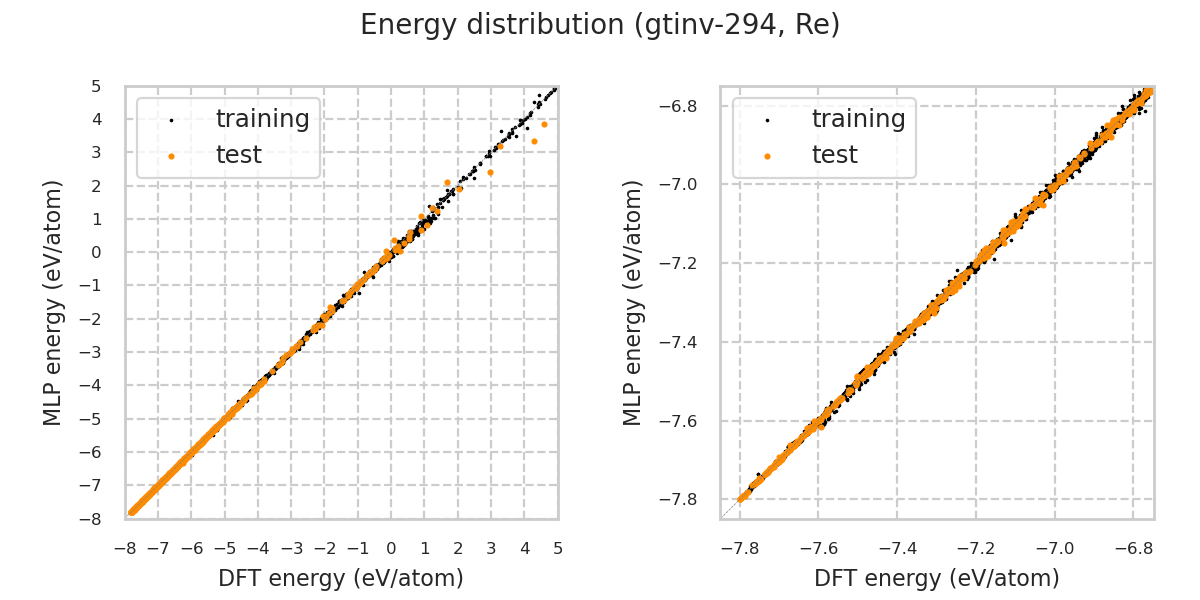 Energy distribution (gtinv-294, Re)
training
test
5
4
3
2
1
0
−1
−2
−3
−4
−5
−6
−7
−8
MLP energy (eV/atom)
−8 −7 −6 −5 −4 −3 −2 −1 0 1 2 3 4 5
DFT energy (eV/atom)
training
test
−6.8
−7.0
−7.2
−7.4
−7.6
−7.8
MLP energy (eV/atom)
−7.8 −7.6 −7.4 −7.2 −7.0 −6.8
DFT energy (eV/atom)